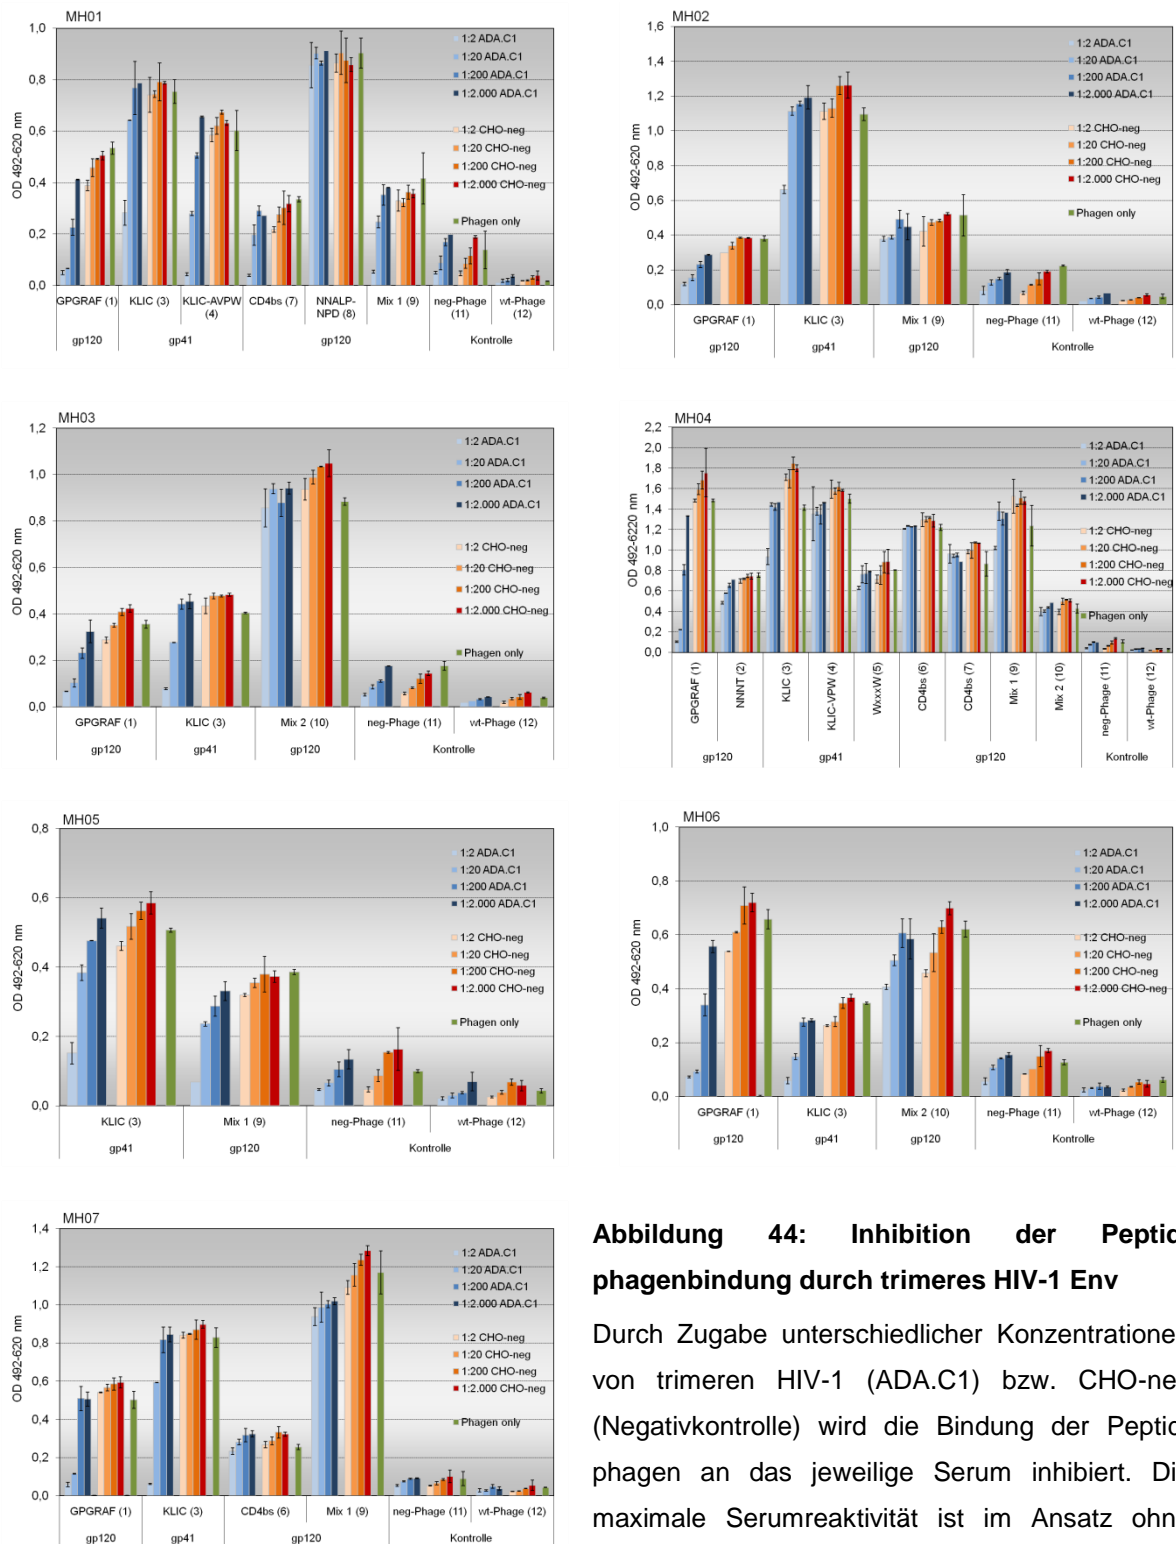 MH01
1,0
0,8
0,6
0,4
0,2
0,0
OD 492-620 nm
1:2 ADA.C1
1:20 ADA.C1
1:200 ADA.C1
1:2.000 ADA.C1
1:2 CHO-neg
1:20 CHO-neg
1:200 CHO-neg
1:2.000 CHO-neg
Phagen only
GPGRAF (1) KLIC (3) KLIC-AVPW (4) CD4bs (7) NNALP-NPD (8) Mix 1 (9) neg-Phage (11) wt-Phage (12)
gp120 gp41 gp120 Kontrolle
MH02
1,6
1,4
1,2
1,0
0,8
0,6
0,4
0,2
0,0
OD 492-620 nm
1:2 ADA.C1
1:20 ADA.C1
1:200 ADA.C1
1:2.000 ADA.C1
1:2 CHO-neg
1:20 CHO-neg
1:200 CHO-neg
1:2.000 CHO-neg
Phagen only
GPGRAF (1) KLIC (3) Mix 1 (9) neg-Phage (11) wt-Phage (12)
gp120 gp41 gp120 Kontrolle
MH03
1,2
1,0
0,8
0,6
0,4
0,2
0,0
OD 492-620 nm
1:2 ADA.C1
1:20 ADA.C1
1:200 ADA.C1
1:2.000 ADA.C1
1:2 CHO-neg
1:20 CHO-neg
1:200 CHO-neg
1:2.000 CHO-neg
Phagen only
GPGRAF (1) KLIC (3) Mix 2 (10) neg-Phage (11) wt-Phage (12)
gp120 gp41 gp120 Kontrolle
MH04
2,2
2,0
1,8
1,6
1,4
1,2
1,0
0,8
0,6
0,4
0,2
0,0
OD 492-6220 nm
1:2 ADA.C1
1:20 ADA.C1
1:200 ADA.C1
1:2.000 ADA.C1
1:2 CHO-neg
1:20 CHO-neg
1:200 CHO-neg
1:2.000 CHO-neg
Phagen only
GPGRAF (1) NNNT (2) KLIC (3) KLIC-VPW (4) WxxxW (5) CD4bs (6) CD4bs (7) Mix 1 (9) Mix 2 (10) neg-Phage (11) wt-Phage (12)
gp120 gp41 gp120 Kontrolle
MH05
0,8
0,6
0,4
0,2
0,0
OD 492-620 nm
1:2 ADA.C1
1:20 ADA.C1
1:200 ADA.C1
1:2.000 ADA.C1
1:2 CHO-neg
1:20 CHO-neg
1:200 CHO-neg
1:2.000 CHO-neg
Phagen only
KLIC (3) Mix 1 (9) neg-Phage (11) wt-Phage (12)
gp41 gp120 Kontrolle
MH06
1,0
0,8
0,6
0,4
0,2
0,0
OD 492-620 nm
1:2 ADA.C1
1:20 ADA.C1
1:200 ADA.C1
1:2.000 ADA.C1
1:2 CHO-neg
1:20 CHO-neg
1:200 CHO-neg
1:2.000 CHO-neg
Phagen only
GPGRAF (1) KLIC (3) Mix 2 (10) neg-Phage (11) wt-Phage (12)
gp120 gp41 gp120 Kontrolle
MH07
1,4
1,2
1,0
0,8
0,6
0,4
0,2
0,0
OD 492-620 nm
1:2 ADA.C1
1:20 ADA.C1
1:200 ADA.C1
1:2.000 ADA.C1
1:2 CHO-neg
1:20 CHO-neg
1:200 CHO-neg
1:2.000 CHO-neg
Phagen only
GPGRAF (1) KLIC (3) CD4bs (6) Mix 1 (9) neg-Phage (11) wt-Phage (12)
gp120 gp41 gp120 Kontrolle
Abbildung 44: Inhibition der Peptid
phagenbindung durch trimeres HIV-1 Env
Durch Zugabe unterschiedlicher Konzentratione
von trimeren HIV-1 (ADA.C1) bzw. CHO-ne
(Negativkontrolle) wird die Bindung der Peptid
phagen an das jeweilige Serum inhibiert. Di
maximale Serumreaktivität ist im Ansatz ohn